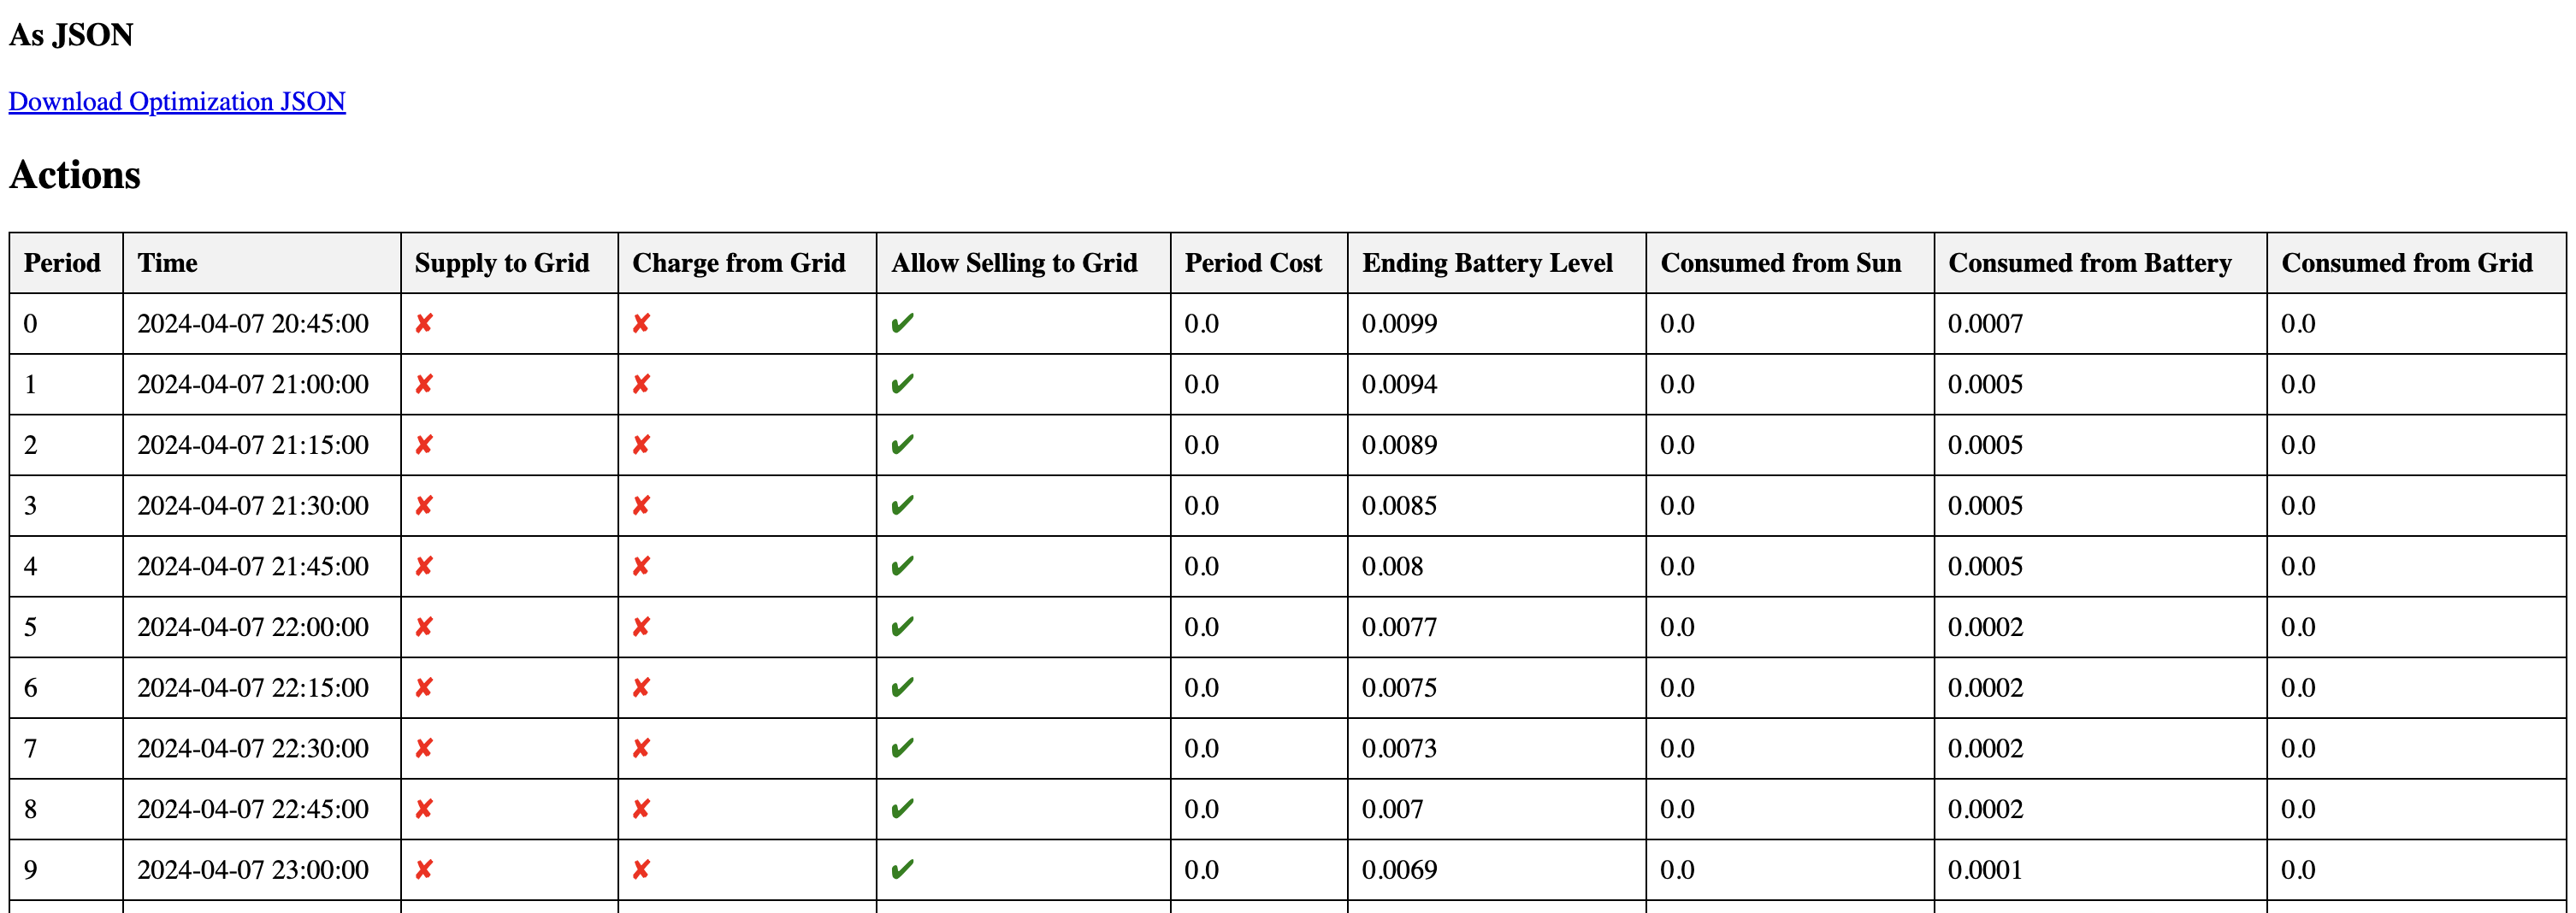 As JSON
Download Optimization JSON
Actions
Period Time Supply to Grid Charge from Grid Allow Selling to Grid Period Cost Ending Battery Level Consumed from Sun Consumed from Battery Consumed from Grid
0 2024-04-07 20:45:00 ✘ ✘ ✔ 0.0 0.0099 0.0 0.0007 0.0
1 2024-04-07 21:00:00 ✘ ✘ ✔ 0.0 0.0094 0.0 0.0005 0.0
2 2024-04-07 21:15:00 ✘ ✘ ✔ 0.0 0.0089 0.0 0.0005 0.0
3 2024-04-07 21:30:00 ✘ ✘ ✔ 0.0 0.0085 0.0 0.0005 0.0
4 2024-04-07 21:45:00 ✘ ✘ ✔ 0.0 0.008 0.0 0.0005 0.0
5 2024-04-07 22:00:00 ✘ ✘ ✔ 0.0 0.0077 0.0 0.0002 0.0
6 2024-04-07 22:15:00 ✘ ✘ ✔ 0.0 0.0075 0.0 0.0002 0.0
7 2024-04-07 22:30:00 ✘ ✘ ✔ 0.0 0.0073 0.0 0.0002 0.0
8 2024-04-07 22:45:00 ✘ ✘ ✔ 0.0 0.007 0.0 0.0002 0.0
9 2024-04-07 23:00:00 ✘ ✘ ✔ 0.0 0.0069 0.0 0.0001 0.0